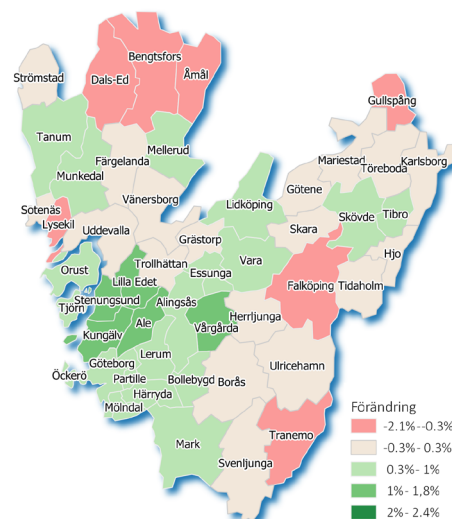 Strömstad
Dals-Ed
Bengtsfors
Åmål
Gullspång
Tanum
Färgelanda
Mellerud
Munkedal
Mariestad
Töreboda
Karlsborg
Vänersborg
Götene
Sotenäs
Lysekil
Uddevalla
Lidköping
Skövde
Tibro
Grästorp
Skara
Orust
Trollhättan
Essunga
Vara
Hjo
Lilla Edet
Falköping
Tidaholm
Stenungsund
Alingsås
Tjörn
Ale
Vårgårda
Herrljunga
Kungälv
Göteborg
Lerum
Öckerö
Partille
Bollebygd
Borås
Ulricehamn
Härryda
Mölndal
Mark
Tranemo
Svenljunga
Förändring
-2.1%--0.3%
-0.3%- 0.3%
0.3%- 1%
1%- 1,8%
2%- 2.4%